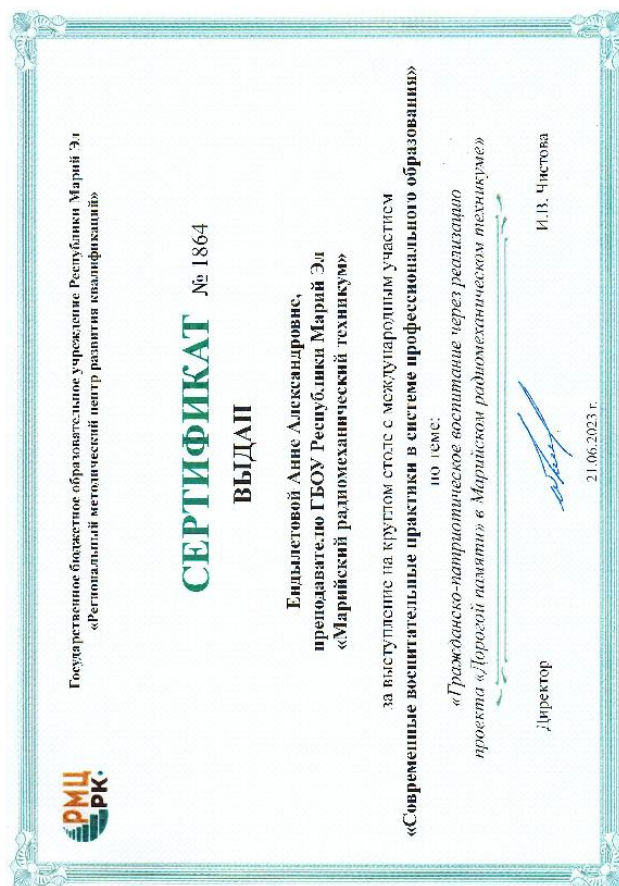 РМЦ
РК
Государственное бюджетное образовательное учреждение Республики Марий Эл
«Региональный методический центр развития квалификаций»
СЕРТИФИКАТ № 1864
ВЫДАН
Ендылетовой Анне Александровне,
преподавателю ГБОУ Республики Марий Эл
«Марийский радиомеханический техникум»
за выступление на круглом столе с международным участием
«Современные воспитательные практики в системе профессионального образования»
по теме:
«Гражданско-патриотическое воспитание через реализацию
проекта «Дорогой памяти» в Марийском радиомеханическом техникуме»
Директор И.В. Чистова
21.06.2023 г.